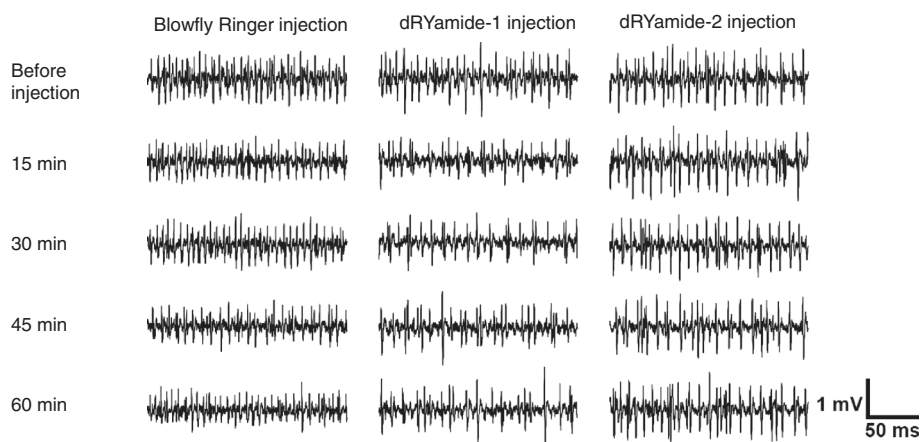 Blowfly Ringer injection dRYamide-1 injection dRYamide-2 injection
Before
injection
15 min
30 min
45 min
60 min
1 mV
50 ms